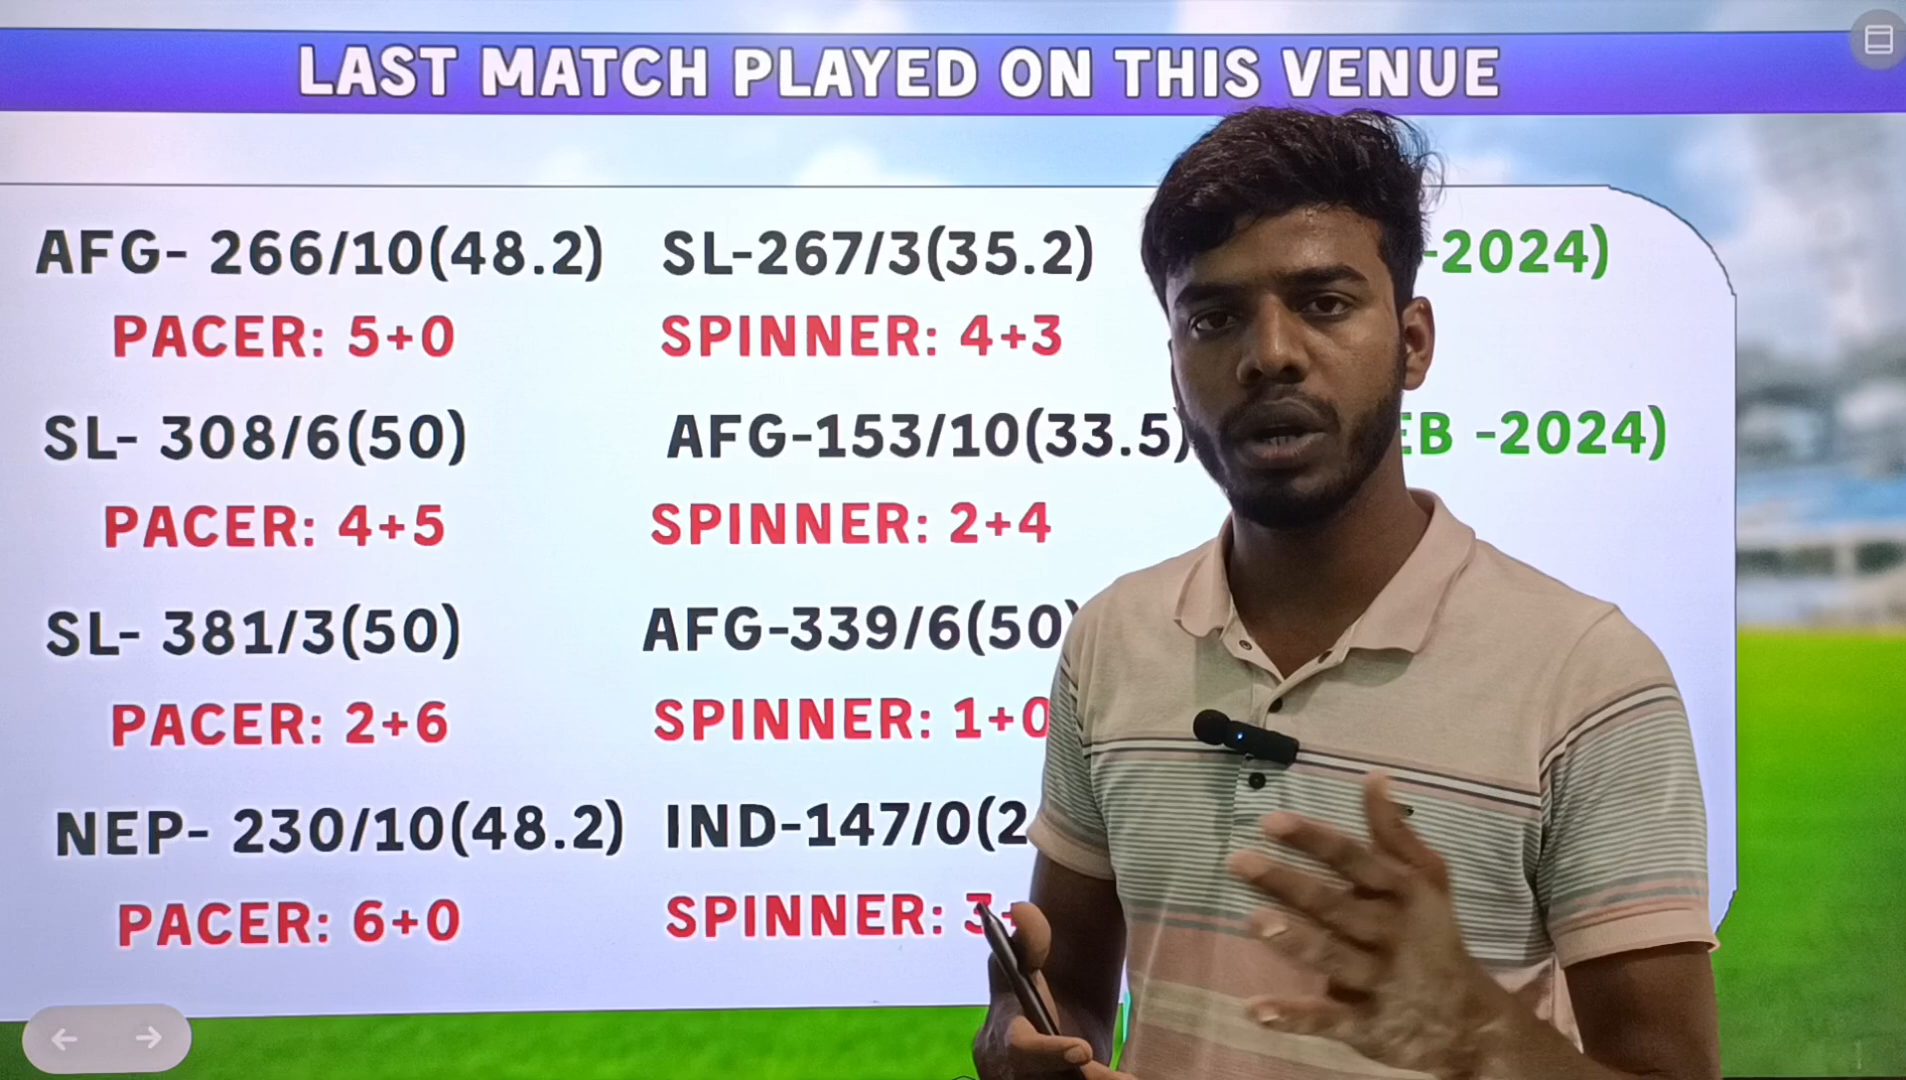 LAST MATCH PLAYED ON THIS VENUE
AFG- 266/10(48.2) SL-267/3(35.2) -2024)
PACER: 5+0 SPINNER: 4+3
SL- 308/6(50) AFG-153/10(33.5) EB -2024)
PACER: 4+5 SPINNER: 2+4
SL- 381/3(50) AFG-339/6(50)
PACER: 2+6 SPINNER: 1+0
NEP- 230/10(48.2) IND-147/0(2
PACER: 6+0 SPINNER: 3+